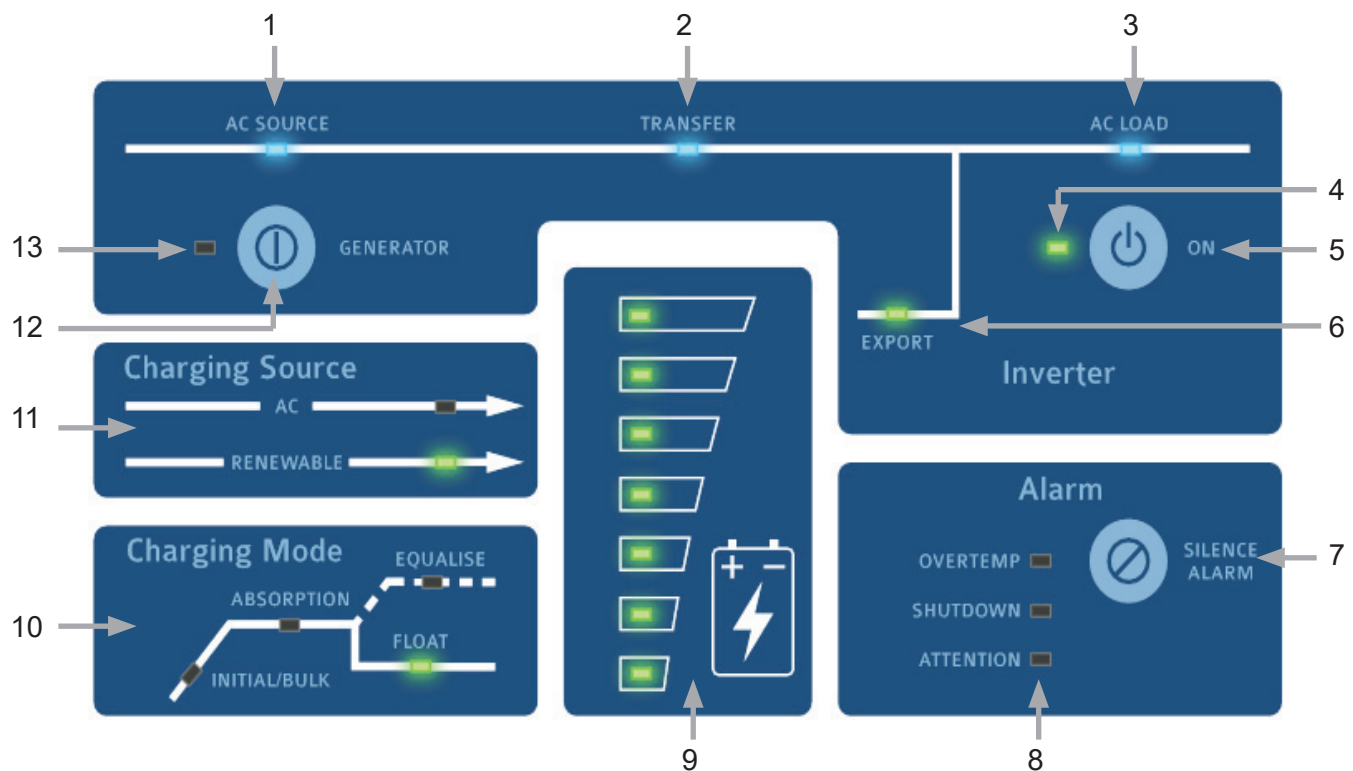 1
2
3
AC SOURCE
TRANSFER
AC LOAD
4
13
GENERATOR
ON
5
12
6
EXPORT
Inverter
Charging Source
AC
11
RENEWABLE
Alarm
Charging Mode
EQUALISE
OVERTEMP
SILENCE
ALARM
7
+ −
ABSORPTION
SHUTDOWN
10
FLOAT
ATTENTION
INITIAL/BULK
9
8